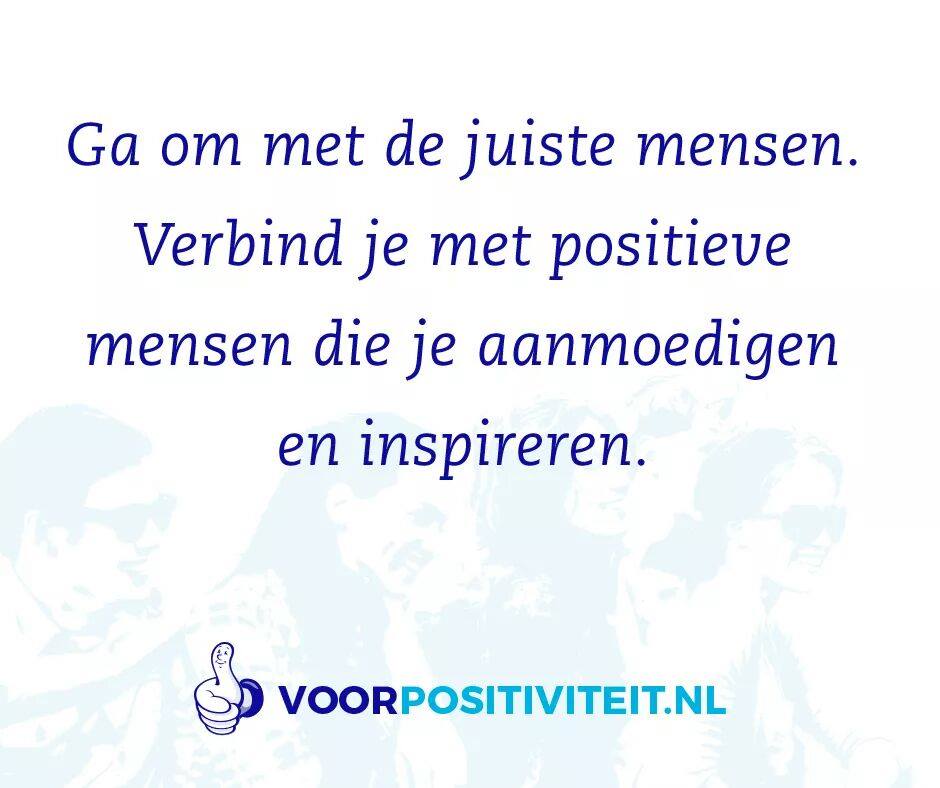 Ga om met de juiste mensen.
Verbind je met positieve
mensen die je aanmoedigen
en inspireren.
VOORPOSITIVITEIT.NL